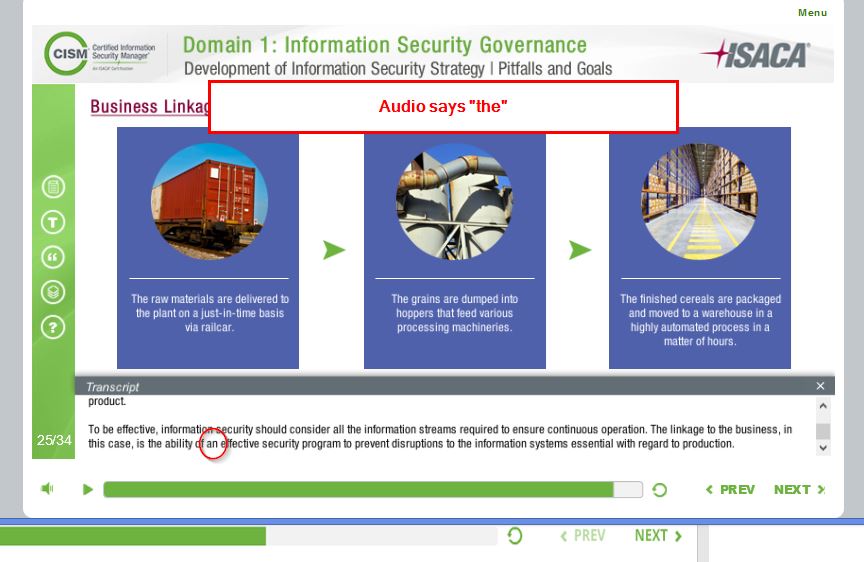 Menu
CISM
Certified Information
Security Manager®
An ISACA® Certification
Domain 1: Information Security Governance
Development of Information Security Strategy | Pitfalls and Goals
ISACA®
Business Linkag
Audio says "the"
The raw materials are delivered to
the plant on a just-in-time basis
via railcar.
The grains are dumped into
hoppers that feed various
processing machineries.
The finished cereals are packaged
and moved to a warehouse in a
highly automated process in a
matter of hours.
Transcript
product.
To be effective, information security should consider all the information streams required to ensure continuous operation. The linkage to the business, in
this case, is the ability of an effective security program to prevent disruptions to the information systems essential with regard to production.
25/34
PREV
NEXT
PREV
NEXT